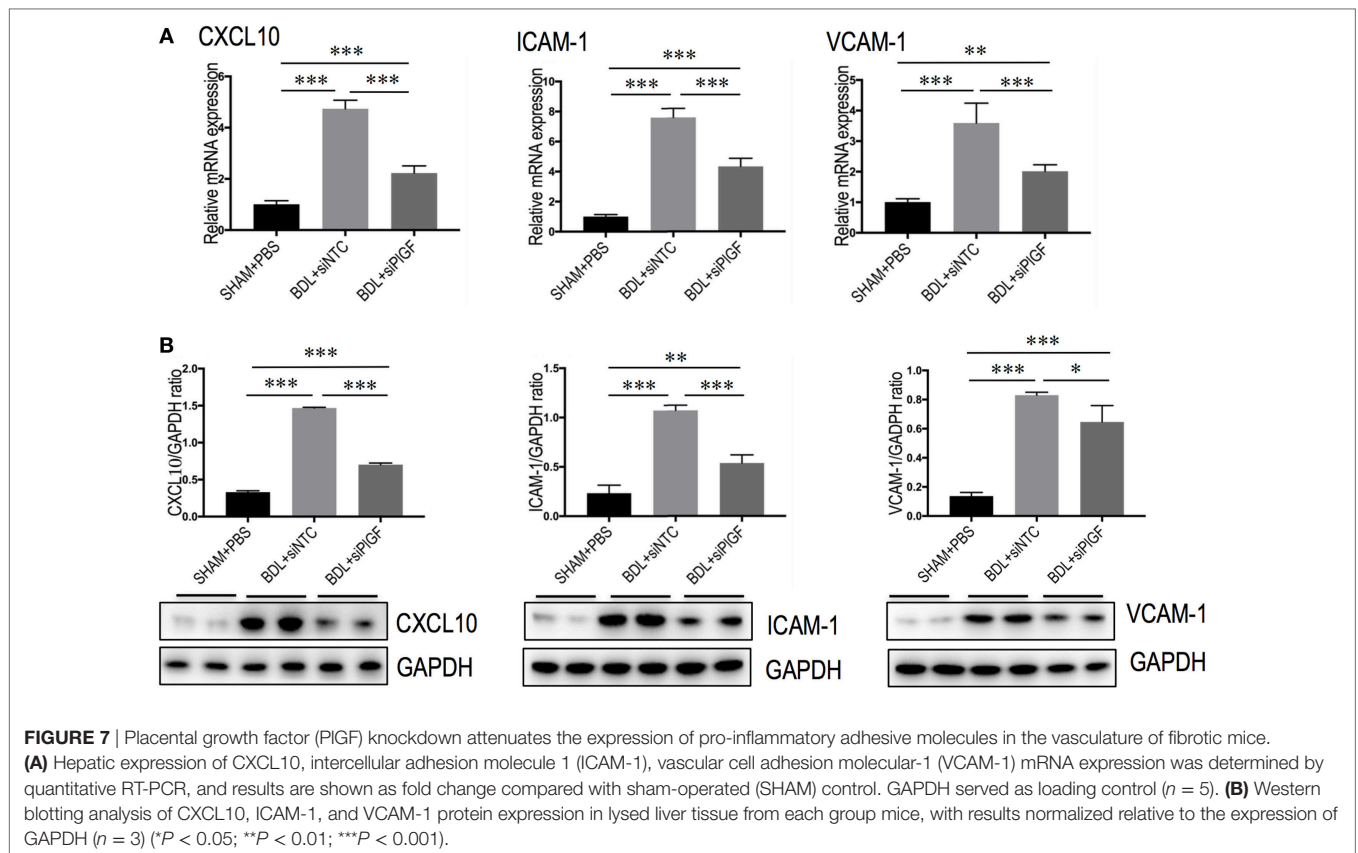 A
CXCL10
ICAM-1
VCAM-1
***
***
***
Relative mRNA expression
6
4
2
0
SHAM+PBS
BDL+siNTC
BDL+siPlGF
***
***
***
Relative mRNA expression
10
8
6
4
2
0
SHAM+PBS
BDL+siNTC
BDL+siPlGF
**
***
***
Relative mRNA expression
5
4
3
2
1
0
SHAM+PBS
BDL+siNTC
BDL+siPlGF
B
***
***
***
CXCL10/GAPDH ratio
2.0
1.5
1.0
0.5
0.0
SHAM+PBS
BDL+siNTC
BDL+siPlGF
CXCL10
GAPDH
**
***
***
ICAM-1/GAPDH ratio
1.5
1.0
0.5
0.0
SHAM+PBS
BDL+siNTC
BDL+siPlGF
ICAM-1
GAPDH
***
***
*
VCAM-1/GADPH ratio
1.0
0.8
0.6
0.4
0.2
0.0
SHAM+PBS
BDL+siNTC
BDL+siPlGF
VCAM-1
GAPDH
FIGURE 7 | Placental growth factor (PlGF) knockdown attenuates the expression of pro-inflammatory adhesive molecules in the vasculature of fibrotic mice.
(A) Hepatic expression of CXCL10, intercellular adhesion molecule 1 (ICAM-1), vascular cell adhesion molecular-1 (VCAM-1) mRNA expression was determined by
quantitative RT-PCR, and results are shown as fold change compared with sham-operated (SHAM) control. GAPDH served as loading control (n = 5). (B) Western
blotting analysis of CXCL10, ICAM-1, and VCAM-1 protein expression in lysed liver tissue from each group mice, with results normalized relative to the expression of
GAPDH (n = 3) (*P < 0.05; **P < 0.01; ***P < 0.001).